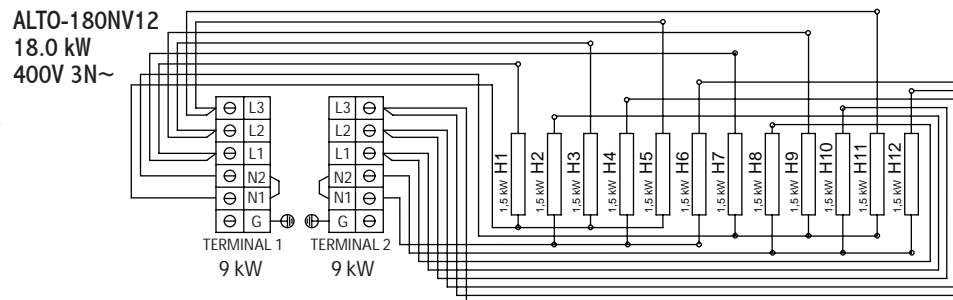 ALTO-180NV12
18.0 kW
400V 3N~
L3
L2
L1
N2
N1
G
TERMINAL 1
9 kW
L3
L2
L1
N2
N1
G
TERMINAL 2
9 kW
1,5 kW H1
1,5 kW H2
1,5 kW H3
1,5 kW H4
1,5 kW H5
1,5 kW H6
1,5 kW H7
1,5 kW H8
1,5 kW H9
1,5 kW H10
1,5 kW H11
1,5 kW H12